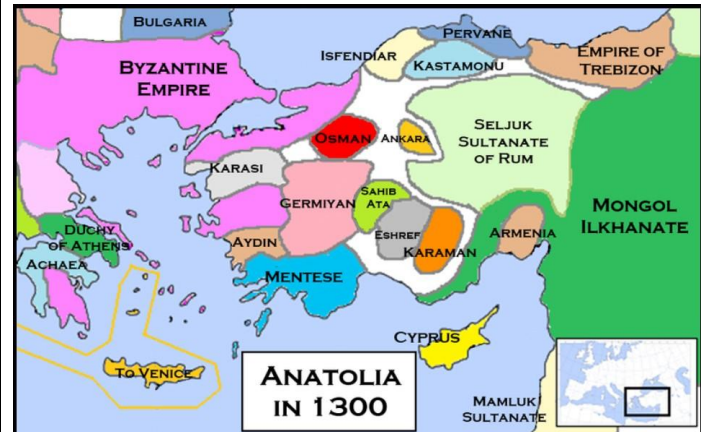 BULGARIA
PERVANE
ISFENDIAR
BYZANTINE
EMPIRE
KASTAMONU
EMPIRE OF
TREBIZON
OSMAN
ANKARA
SELJUK
SULTANATE
OF RUM
KARASI
SAHIB
ATA
GERMIYAN
MONGOL
ILKHANATE
DUCHY
OF ATHENS
ESHREF
ARMENIA
AYDIN
KARAMAN
ACHAEA
MENTESE
CYPRUS
TO VENICE
ANATOLIA
IN 1300
MAMLUK
SULTANATE